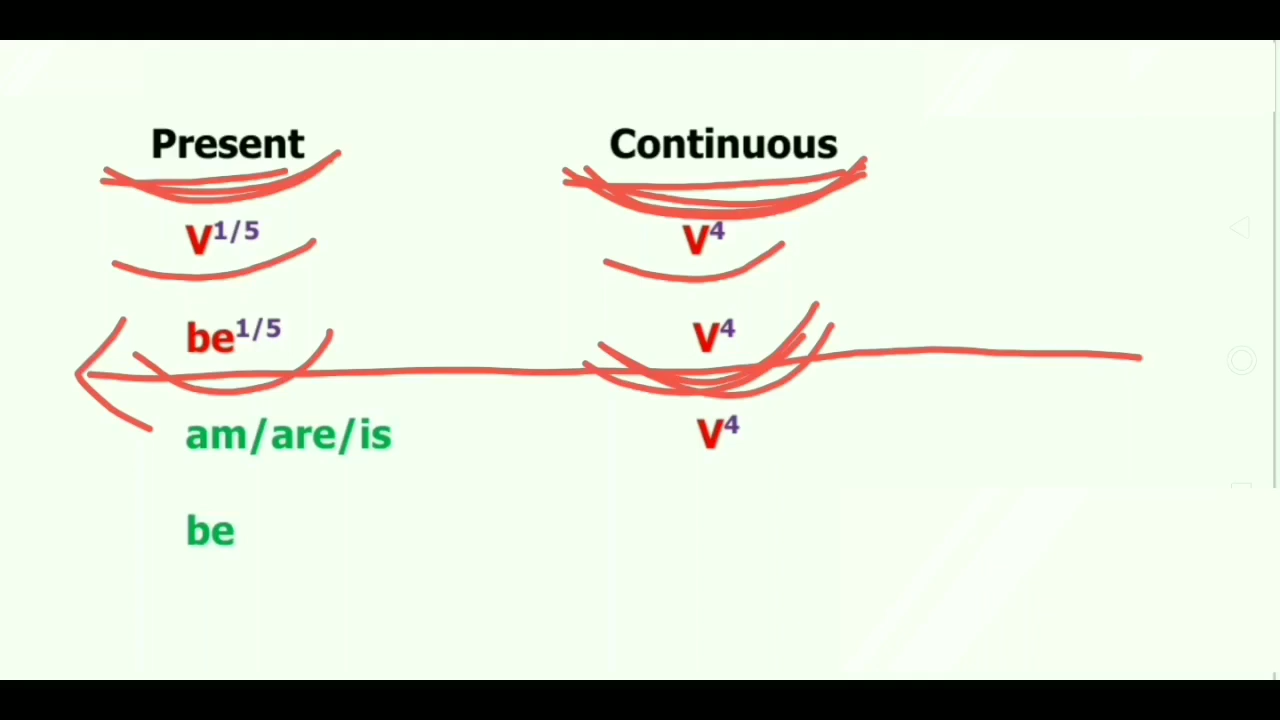 Present Continuous
V1/5 V4
be1/5 V4
am/are/is V4
be